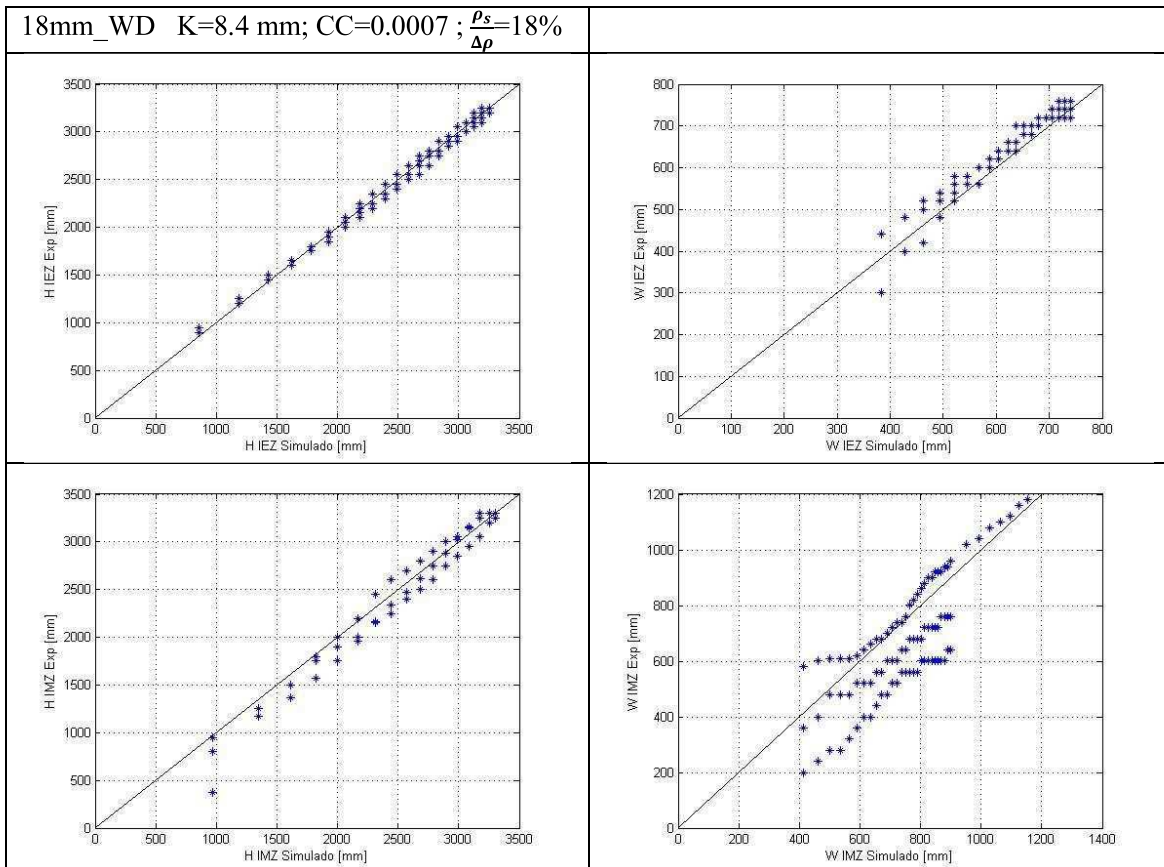 18mm_WD K=8.4 mm; CC=0.0007 ; ρs/Δρ=18%
3500
3000
2500
2000
1500
1000
500
0
H IEZ Exp [mm]
0 500 1000 1500 2000 2500 3000 3500
H IEZ Simulado [mm]
800
700
600
500
400
300
200
100
0
W IEZ Exp [mm]
0 100 200 300 400 500 600 700 800
W IEZ Simulado [mm]
3500
3000
2500
2000
1500
1000
500
0
H IMZ Exp [mm]
0 500 1000 1500 2000 2500 3000 3500
H IMZ Simulado [mm]
1200
1000
800
600
400
200
0
W IMZ Exp [mm]
0 200 400 600 800 1000 1200 1400
W IMZ Simulado [mm]